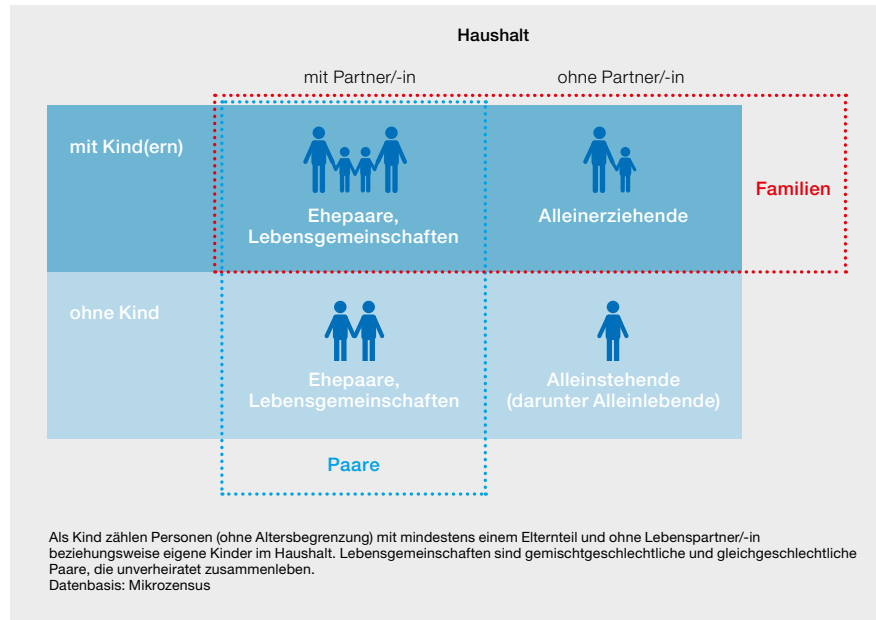 Haushalt
mit Partner/-in
ohne Partner/-in
mit Kind(ern)
Ehepaare,
Lebensgemeinschaften
Alleinerziehende
Familien
ohne Kind
Ehepaare,
Lebensgemeinschaften
Alleinstehende
(darunter Alleinlebende)
Paare
Als Kind zählen Personen (ohne Altersbegrenzung) mit mindestens einem Elternteil und ohne Lebenspartner/-in
beziehungsweise eigene Kinder im Haushalt. Lebensgemeinschaften sind gemischtgeschlechtliche und gleichgeschlechtliche
Paare, die unverheiratet zusammenleben.
Datenbasis: Mikrozensus